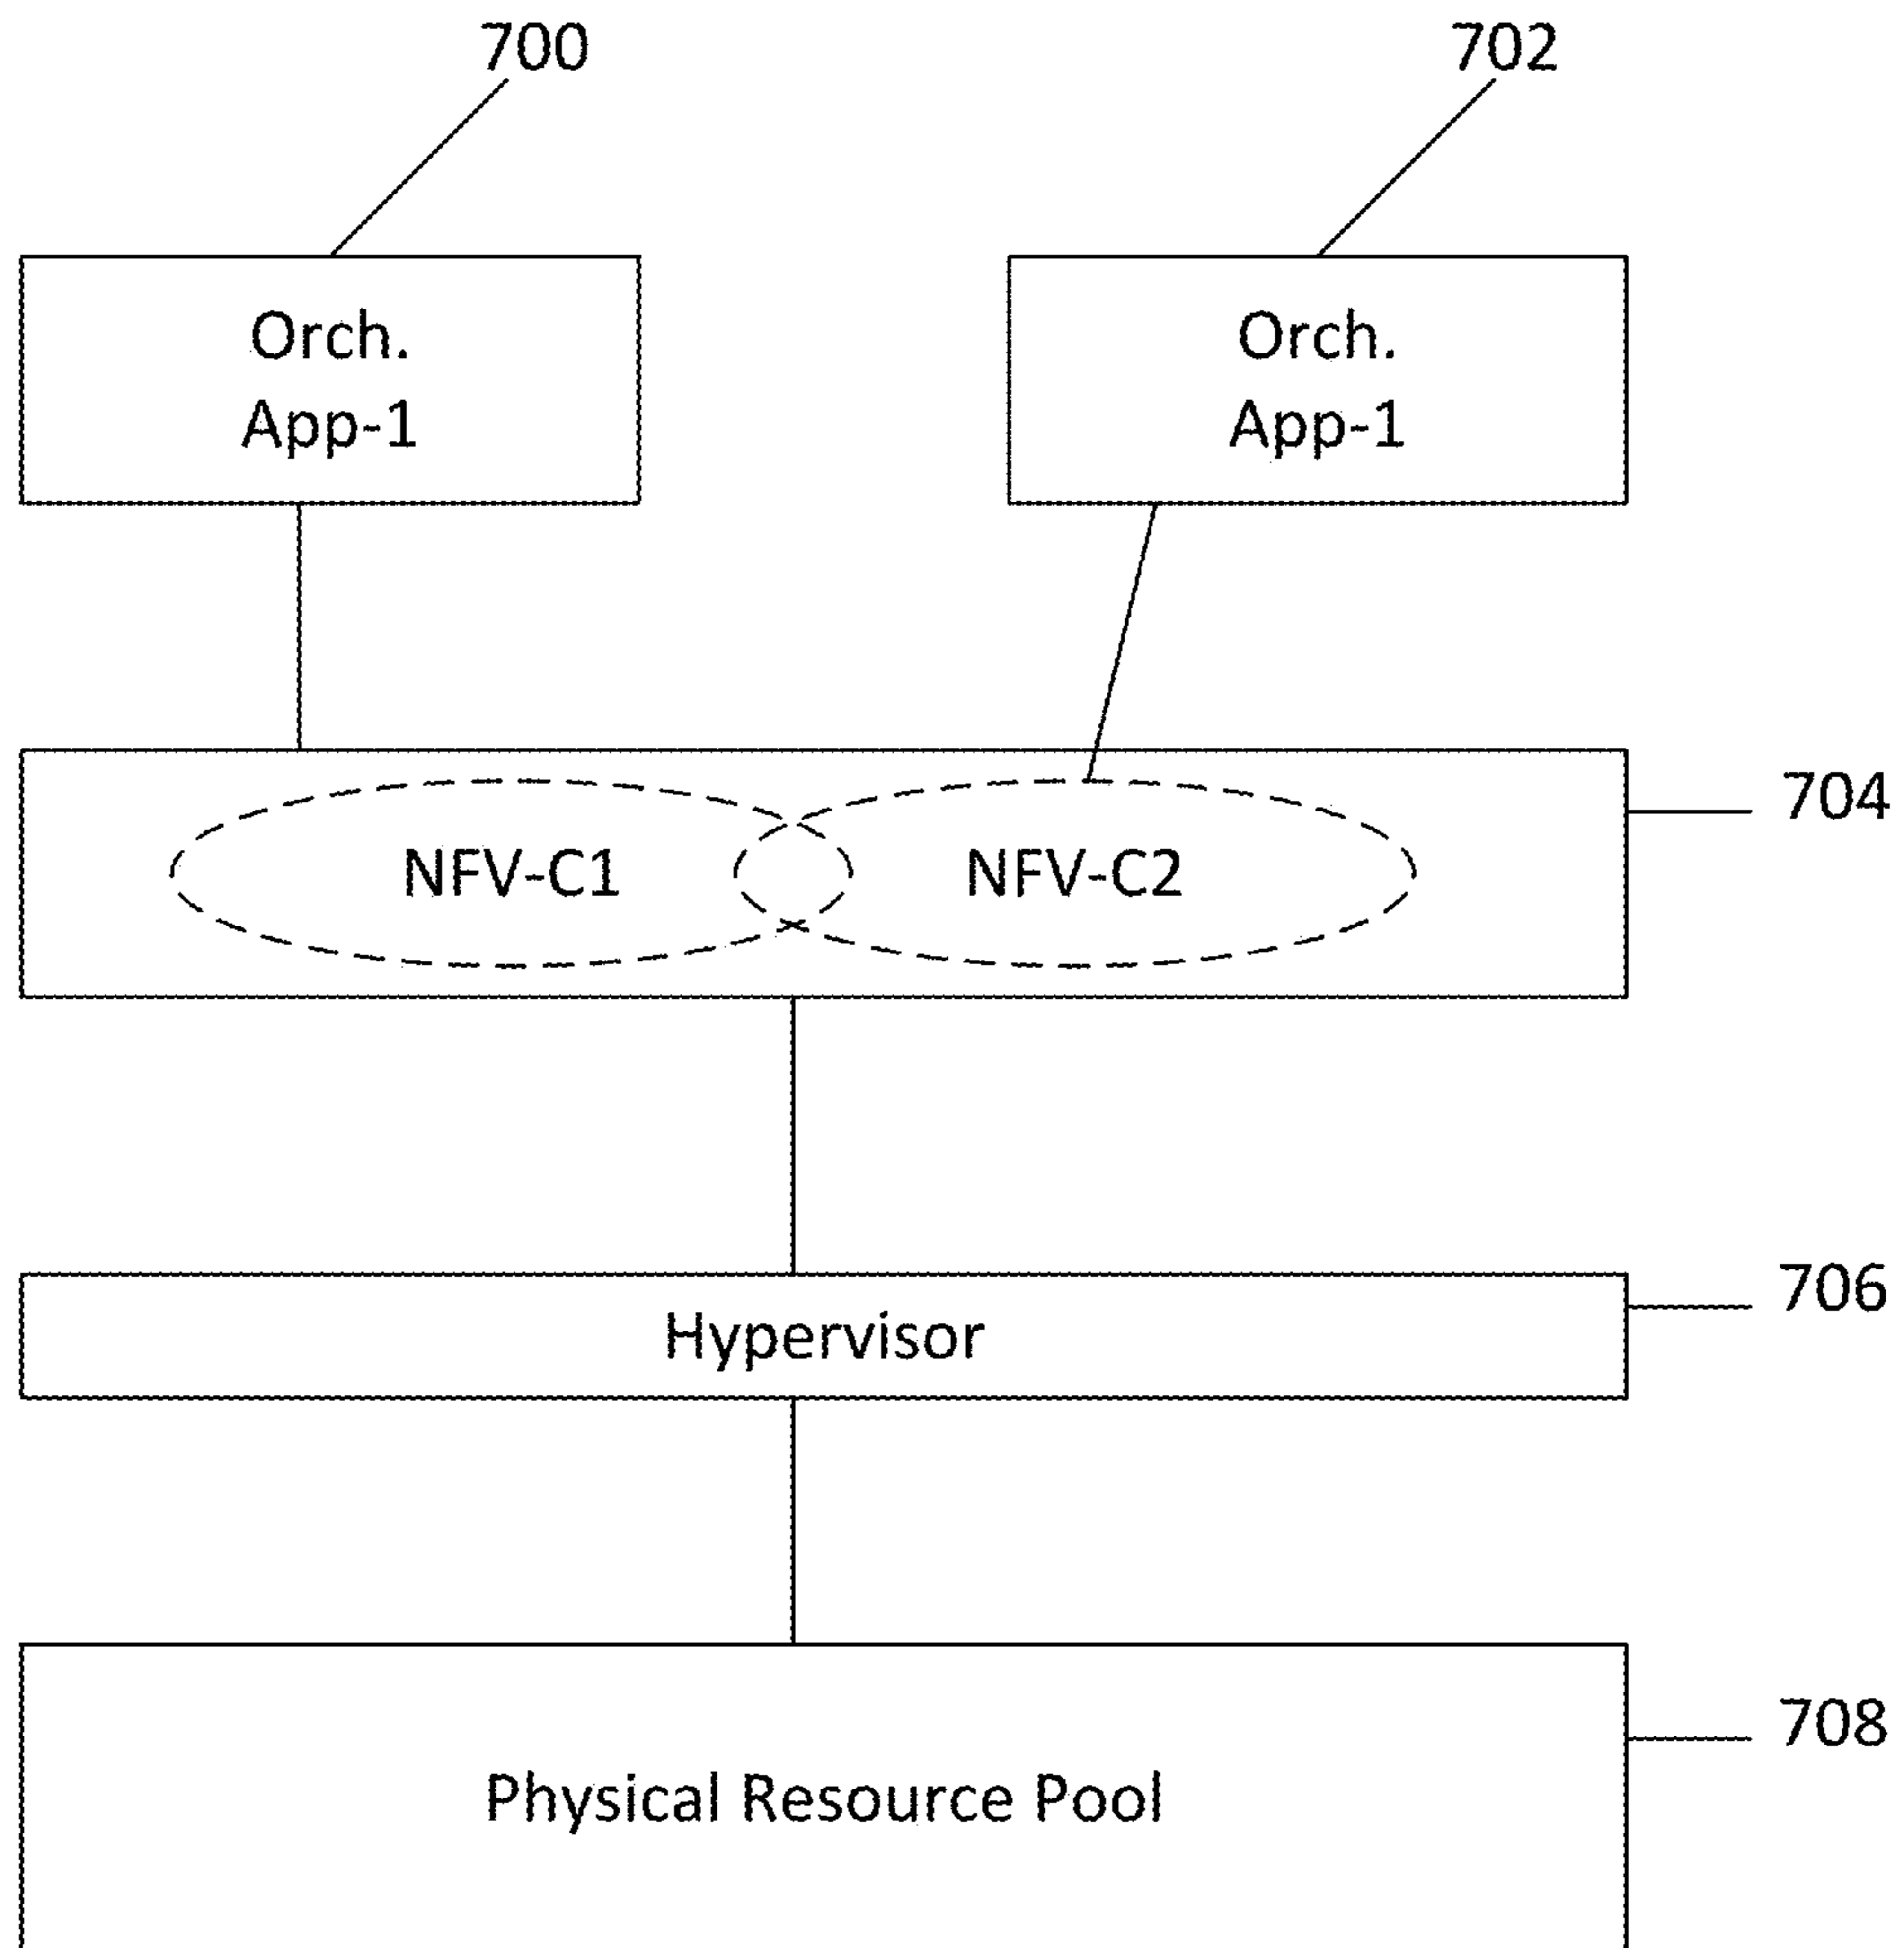 700
702
Orch.
App-1
Orch.
App-1
NFV-C1
NFV-C2
704
Hypervisor
706
Physical Resource Pool
708